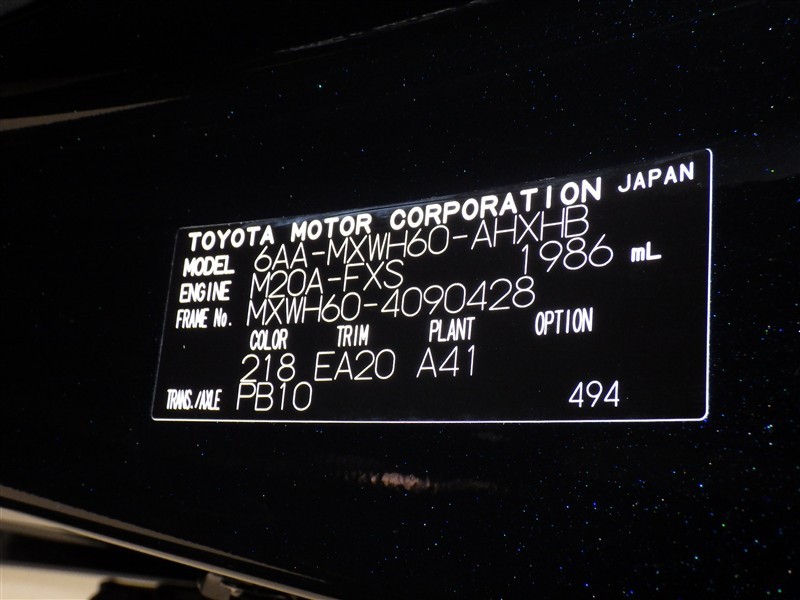 TOYOTA MOTOR CORPORATION JAPAN
MODEL 6AA-MXWH60-AHXHB
ENGINE M20A-FXS 1986 mL
FRAME No. MXWH60-4090428
COLOR TRIM PLANT OPTION
218 EA20 A41
TRANS./AXLE PB10 494